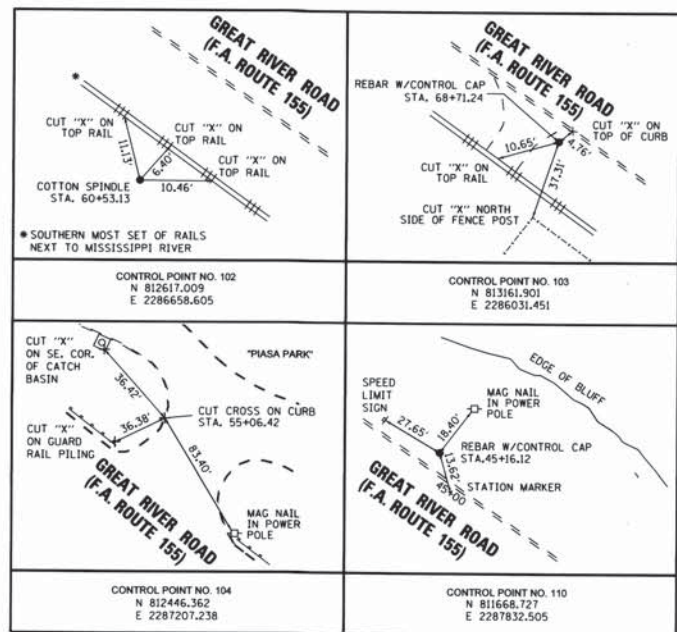 GREAT RIVER ROAD
(F.A. ROUTE 155)
CUT "X" ON
TOP RAIL
CUT "X" ON
TOP RAIL
CUT "X" ON
TOP RAIL
11.13'
6.40'
10.46'
COTTON SPINDLE
STA. 60+53.13
* SOUTHERN MOST SET OF RAILS
NEXT TO MISSISSIPPI RIVER
CONTROL POINT NO. 102
N 812617.009
E 2286658.605
GREAT RIVER ROAD
(F.A. ROUTE 155)
REBAR W/CONTROL CAP
STA. 68+71.24
CUT "X" ON
TOP OF CURB
4.76'
10.65'
37.31'
CUT "X" ON
TOP RAIL
CUT "X" NORTH
SIDE OF FENCE POST
CONTROL POINT NO. 103
N 813161.901
E 2286031.451
CUT "X"
ON SE. COR.
OF CATCH
BASIN
"PIASA PARK"
36.42'
36.38'
CUT CROSS ON CURB
STA. 55+06.42
CUT "X"
ON GUARD
RAIL PILING
83.40'
GREAT RIVER ROAD
(F.A. ROUTE 155)
MAG NAIL
IN POWER
POLE
CONTROL POINT NO. 104
N 812446.362
E 2287207.238
EDGE OF BLUFF
SPEED
LIMIT
SIGN
MAG NAIL
IN POWER
POLE
27.65'
18.40'
REBAR W/CONTROL CAP
STA.45+16.12
13.62'
STATION MARKER
45+00
GREAT RIVER ROAD
(F.A. ROUTE 155)
CONTROL POINT NO. 110
N 811668.727
E 2287832.505